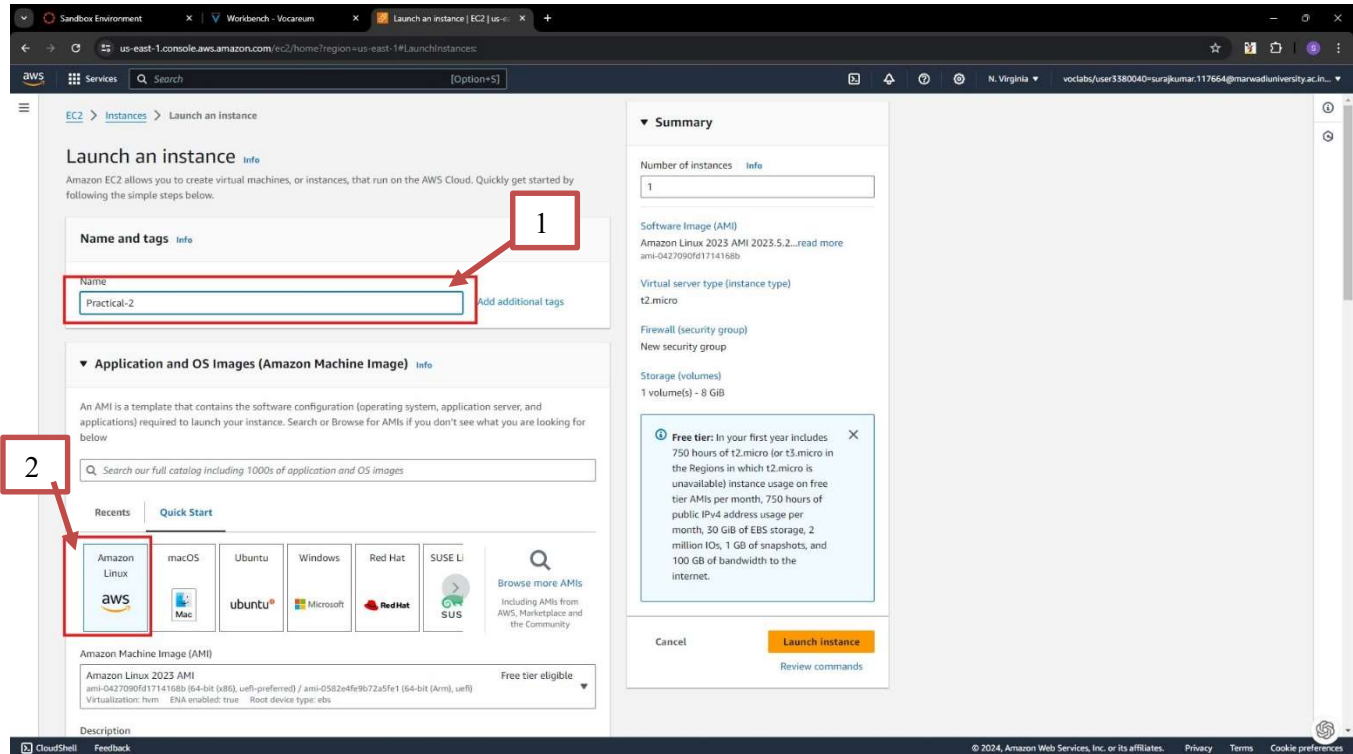 Sandbox Environment
Workbench - Vocareum
Launch an instance | EC2 | us-e
us-east-1.console.aws.amazon.com/ec2/home?region=us-east-1#LaunchInstances:
aws
Services
Search
[Option+S]
N. Virginia
voclabs/user3380040=surajkumar.117664@marwadiuniversity.ac.in...
EC2 > Instances > Launch an instance
Launch an instance Info
Amazon EC2 allows you to create virtual machines, or instances, that run on the AWS Cloud. Quickly get started by
following the simple steps below.
1
Name and tags Info
Name
Practical-2
Add additional tags
Application and OS Images (Amazon Machine Image) Info
An AMI is a template that contains the software configuration (operating system, application server, and
applications) required to launch your instance. Search or Browse for AMIs if you don't see what you are looking for
below
2
Search our full catalog including 1000s of application and OS images
Recents
Quick Start
Amazon
Linux
aws
macOS
Mac
Ubuntu
ubuntu
Windows
Microsoft
Red Hat
RedHat
SUSE Li
SUS
Browse more AMIs
Including AMIs from
AWS, Marketplace and
the Community
Amazon Machine Image (AMI)
Amazon Linux 2023 AMI
Free tier eligible
ami-0427090fd1714168b (64-bit (x86), uefi-preferred) / ami-0582e4fe9b72a5fe1 (64-bit (Arm), uefi)
Virtualization: hvm ENA enabled: true Root device type: ebs
Description
Summary
Number of instances Info
1
Software Image (AMI)
Amazon Linux 2023 AMI 2023.5.2...read more
ami-0427090fd1714168b
Virtual server type (instance type)
t2.micro
Firewall (security group)
New security group
Storage (volumes)
1 volume(s) - 8 GiB
Free tier: In your first year includes
750 hours of t2.micro (or t3.micro in
the Regions in which t2.micro is
unavailable) instance usage on free
tier AMIs per month, 750 hours of
public IPv4 address usage per
month, 30 GiB of EBS storage, 2
million IOs, 1 GB of snapshots, and
100 GB of bandwidth to the
internet.
Cancel
Launch instance
Review commands
CloudShell
Feedback
© 2024, Amazon Web Services, Inc. or its affiliates.
Privacy
Terms
Cookie preferences